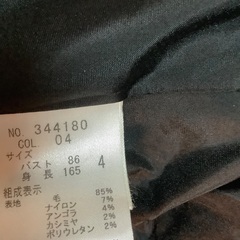 NO. 344180
COL 04
サイズ 4
バスト 86
身長 165
組成表示
表地 毛 85%
ナイロン 7%
アンゴラ 4%
カシミヤ 2%
ポリウレタン 2%